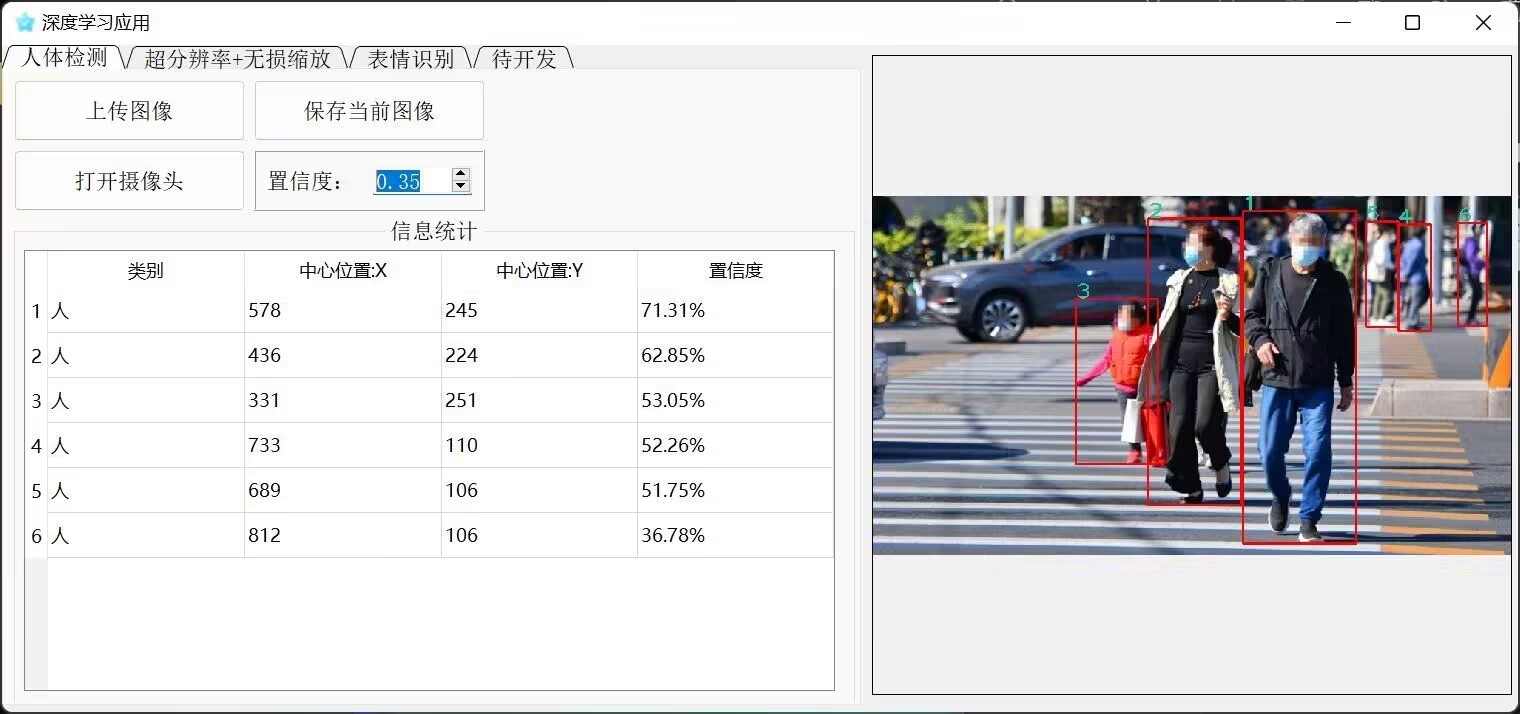 深度学习应用
人体检测 超分辨率+无损缩放 表情识别 待开发
上传图像 保存当前图像
打开摄像头 置信度: 0.35
信息统计
类别 中心位置:X 中心位置:Y 置信度
1 人 578 245 71.31%
2 人 436 224 62.85%
3 人 331 251 53.05%
4 人 733 110 52.26%
5 人 689 106 51.75%
6 人 812 106 36.78%
2 1 5 4 6
3